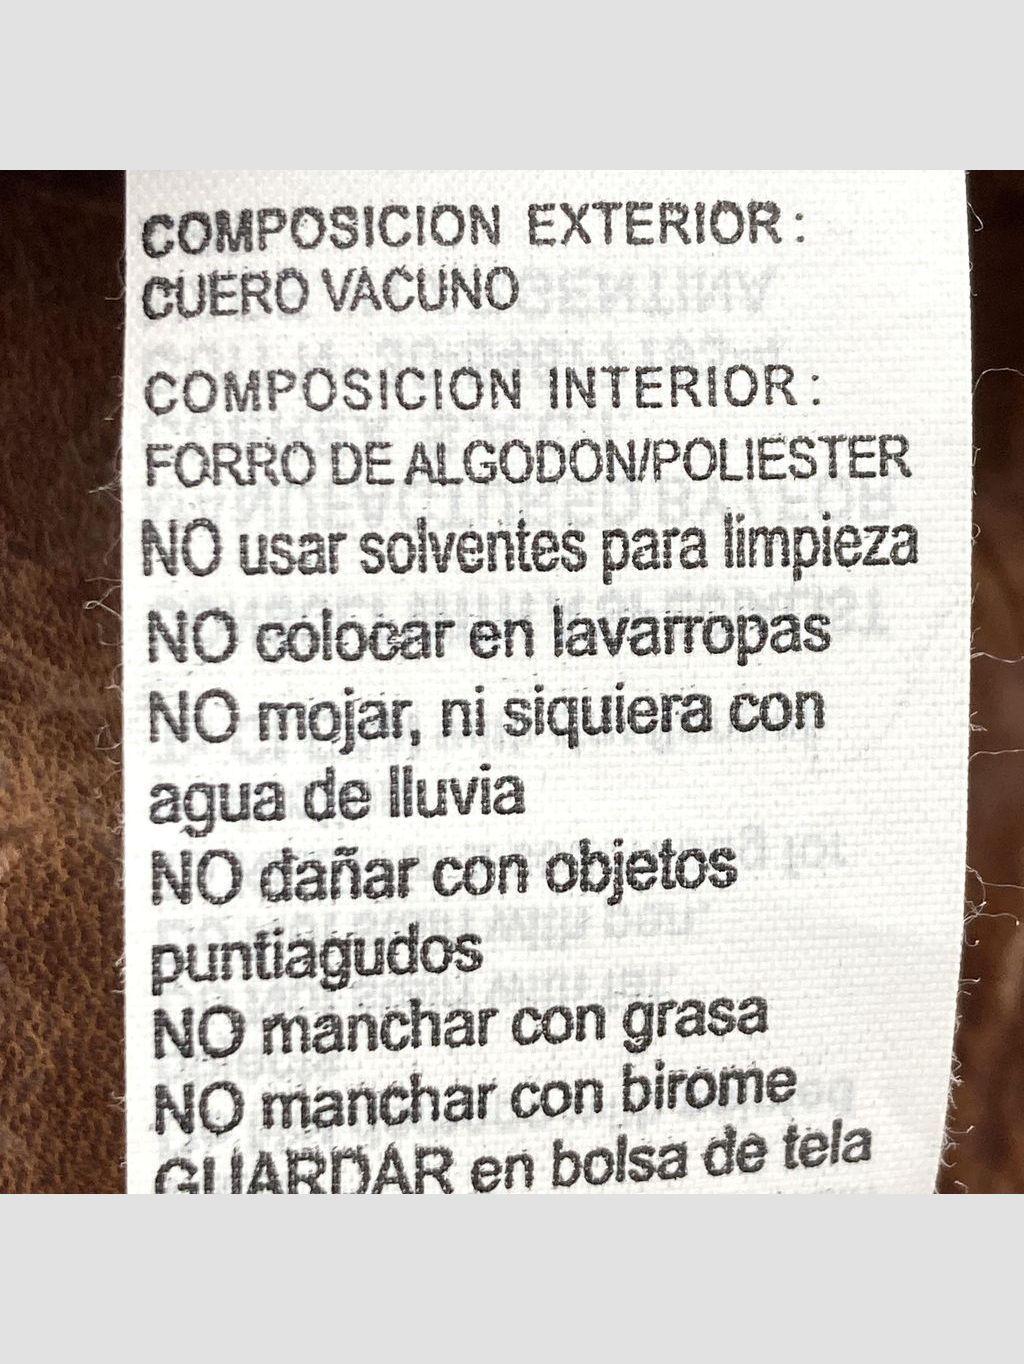 COMPOSICION EXTERIOR:
CUERO VACUNO
COMPOSICION INTERIOR:
FORRO DE ALGODON/POLIESTER
NO usar solventes para limpieza
NO colocar en lavarropas
NO mojar, ni siquiera con
agua de lluvia
NO dañar con objetos
puntiagudos
NO manchar con grasa
NO manchar con birome
GUARDAR en bolsa de tela